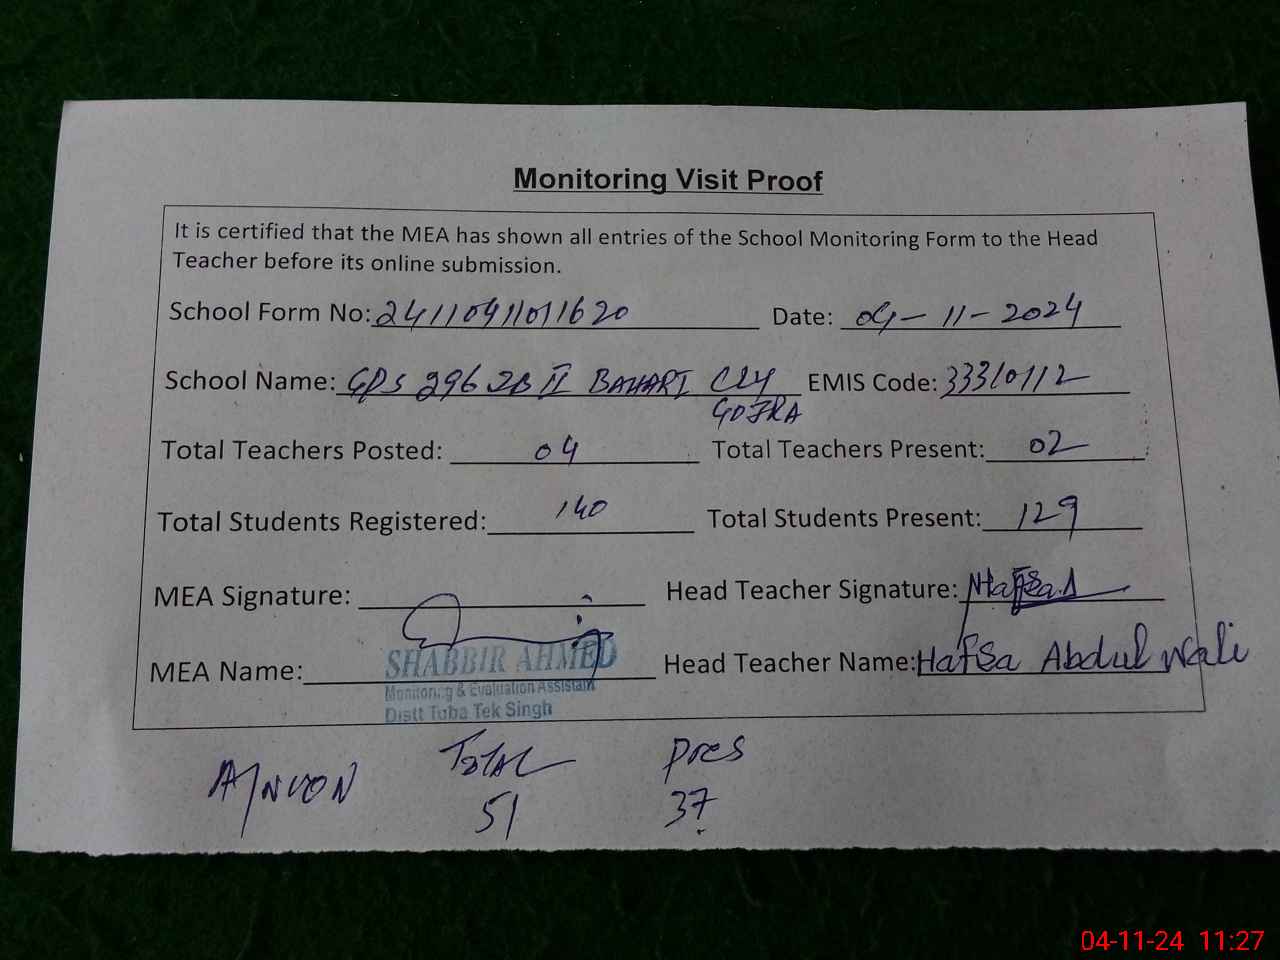 Monitoring Visit Proof
It is certified that the MEA has shown all entries of the School Monitoring Form to the Head
Teacher before its online submission.
School Form No: 24110411011620 Date: 04-11-2024
School Name: GPS 296 JB II BAHARI CLY GOJRA EMIS Code: 33310112
Total Teachers Posted: 04 Total Teachers Present: 02
Total Students Registered: 140 Total Students Present: 129
MEA Signature: Head Teacher Signature: Hafsa.A
MEA Name: SHABBIR AHMED Head Teacher Name: Hafsa Abdul Wali
Monitoring & Evaluation Assistant
Distt Toba Tek Singh
A/NOON TOTAL Pres
51 37
04-11-24 11:27